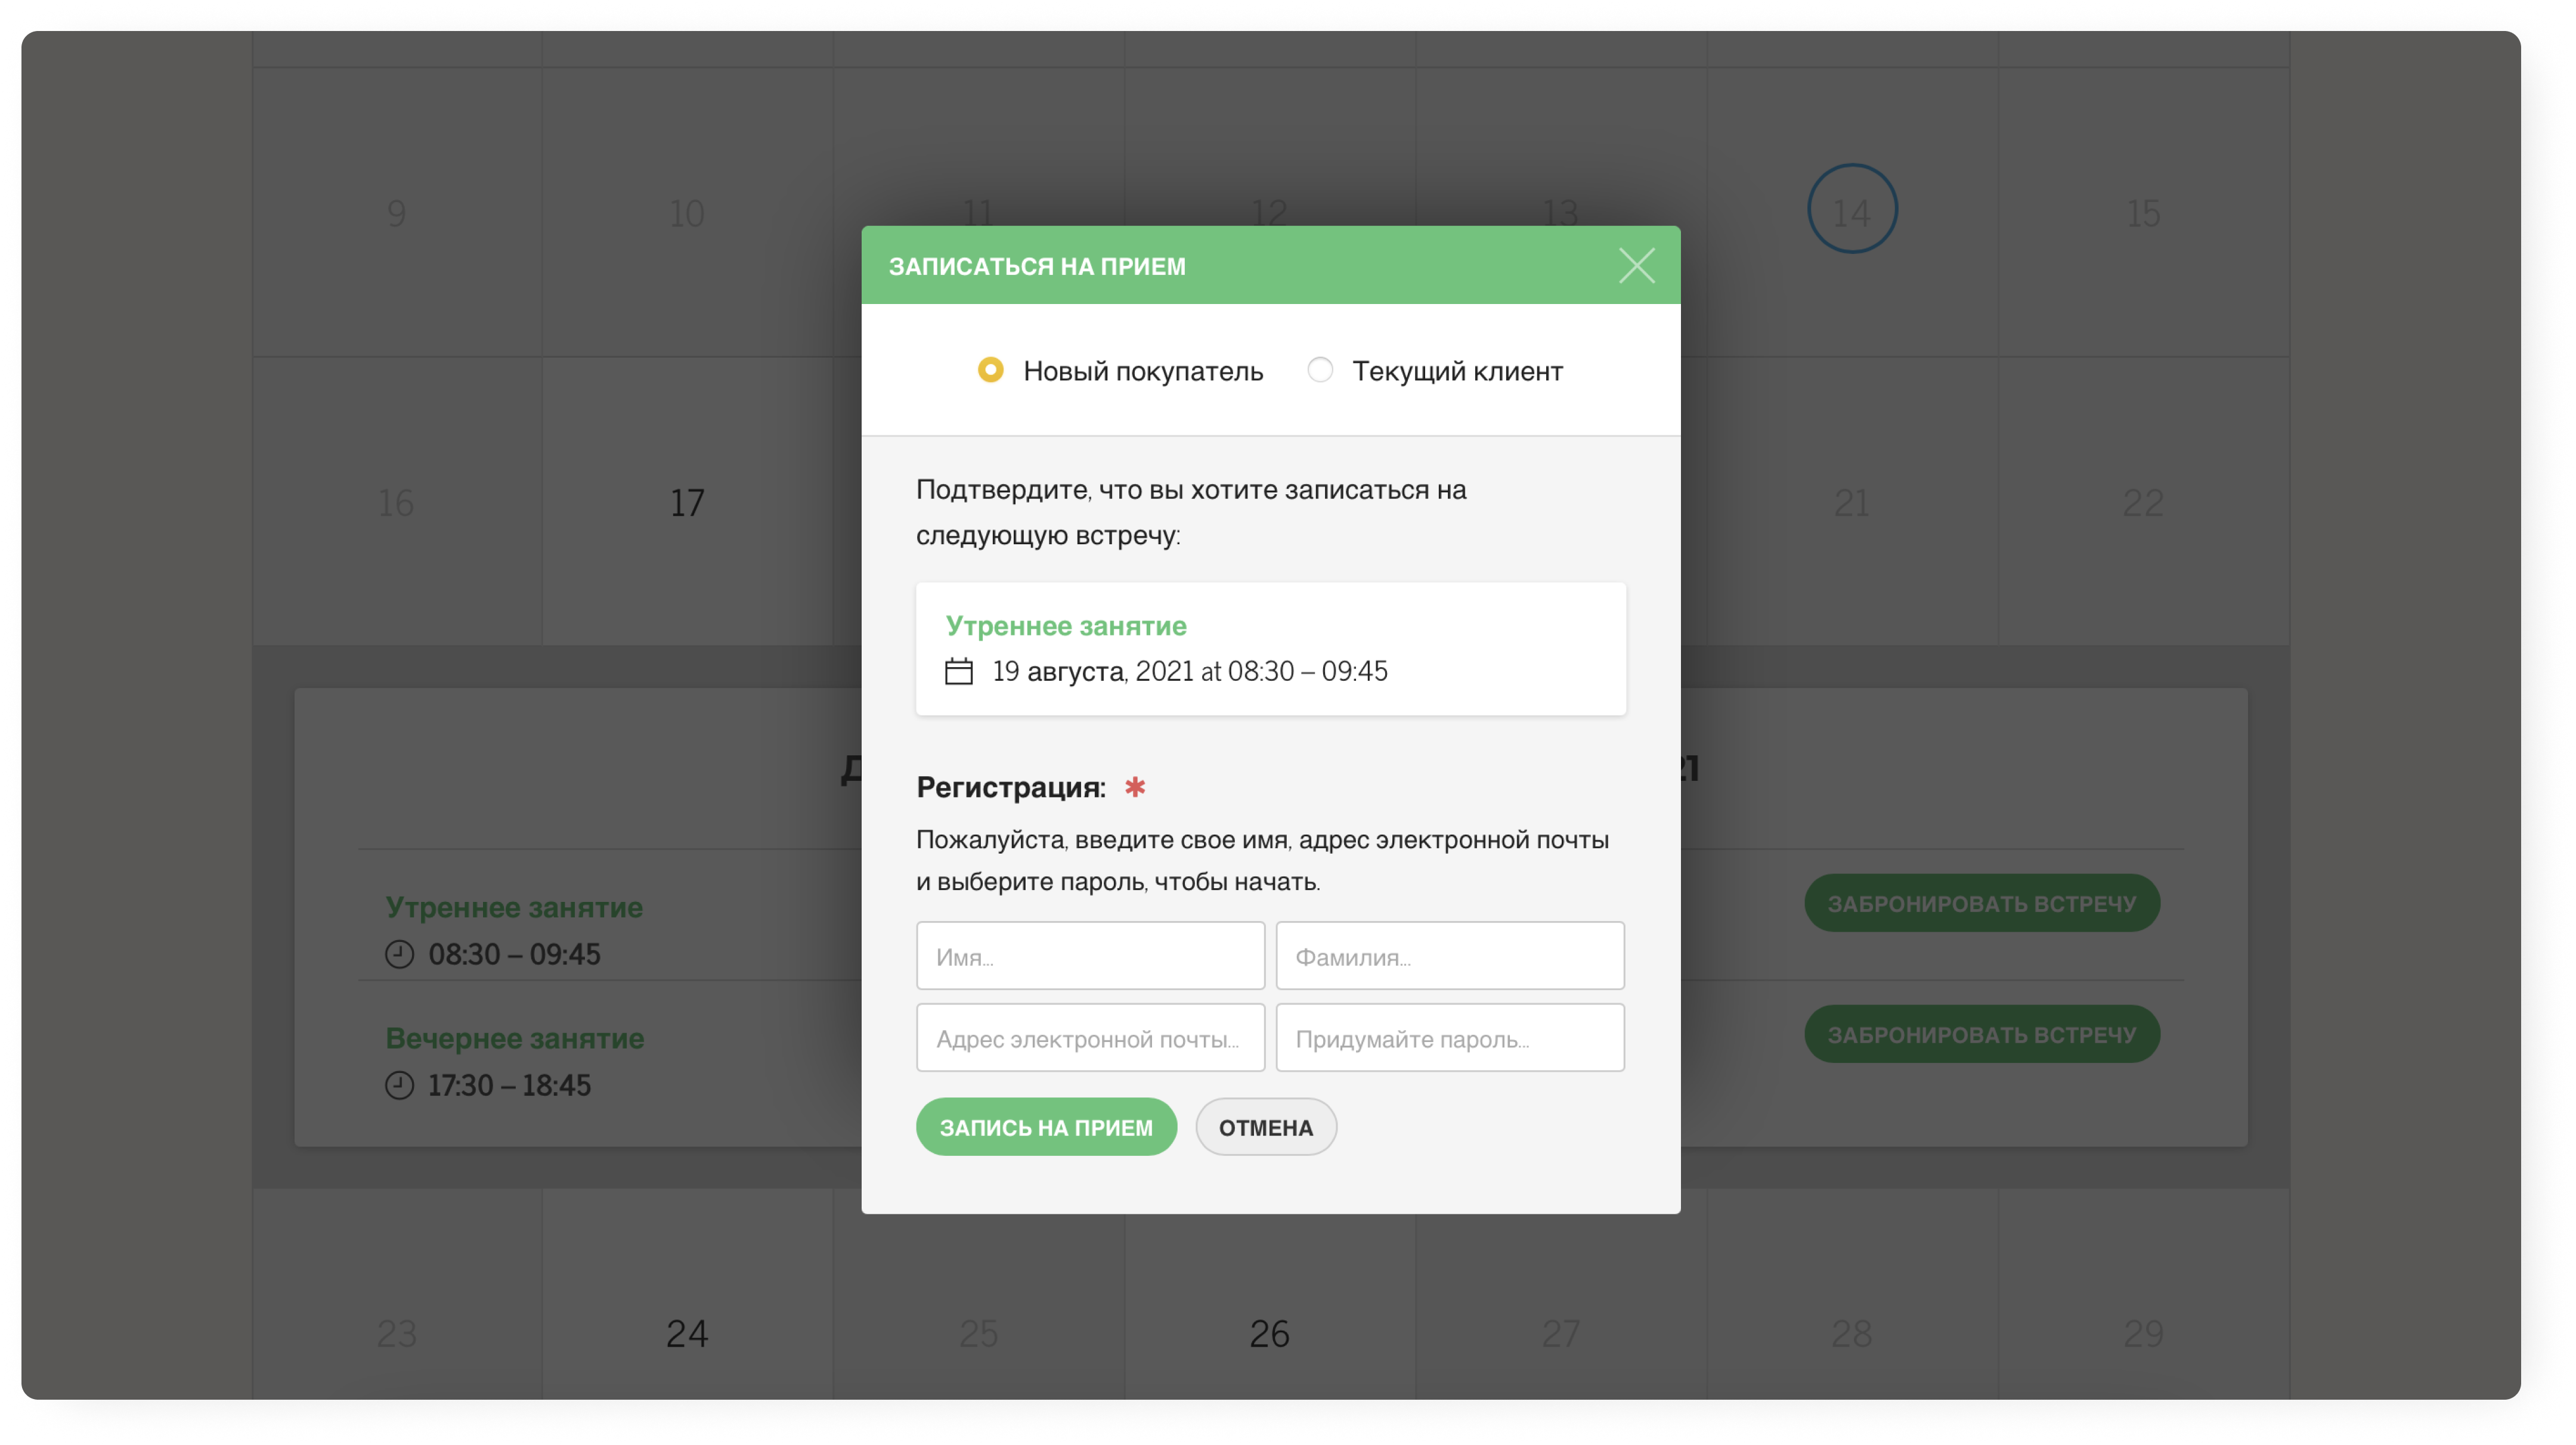 9 10 11 12 13 14 15
ЗАПИСАТЬСЯ НА ПРИЕМ
Новый покупатель Текущий клиент
16 17 21 22
Подтвердите, что вы хотите записаться на
следующую встречу:
Утреннее занятие
19 августа, 2021 at 08:30 – 09:45
Регистрация: *
Пожалуйста, введите свое имя, адрес электронной почты
и выберите пароль, чтобы начать.
Имя... Фамилия...
Адрес электронной почты... Придумайте пароль...
ЗАПИСЬ НА ПРИЕМ ОТМЕНА
Утреннее занятие
08:30 – 09:45
ЗАБРОНИРОВАТЬ ВСТРЕЧУ
Вечернее занятие
17:30 – 18:45
ЗАБРОНИРОВАТЬ ВСТРЕЧУ
23 24 25 26 27 28 29